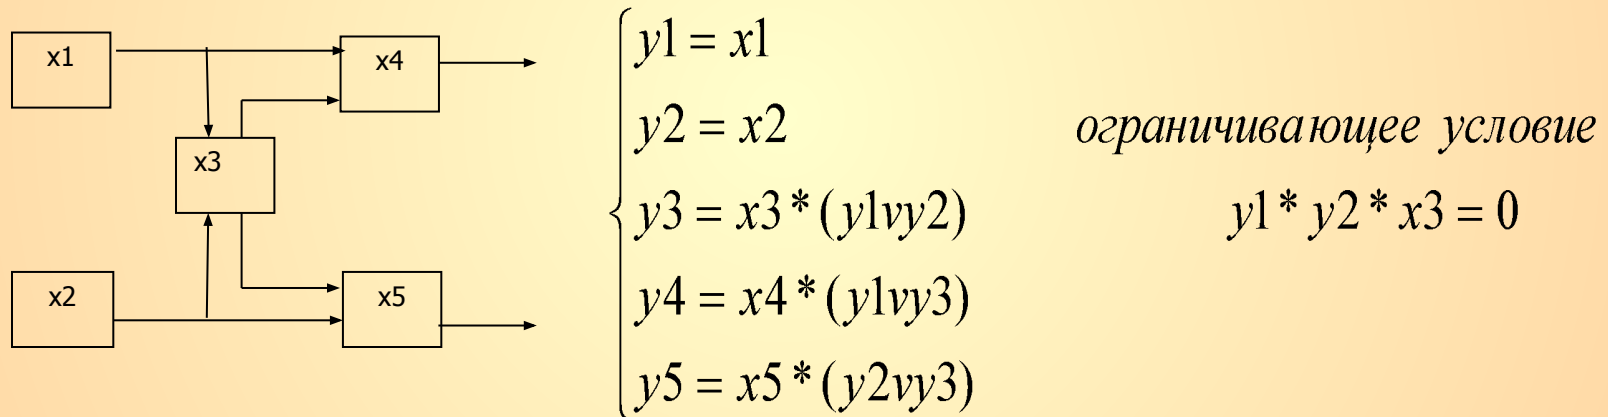 x1
x4
x3
x2
x5
y1 = x1
y2 = x2
y3 = x3 * (y1vy2)
y4 = x4 * (y1vy3)
y5 = x5 * (y2vy3)
ограничивающее условие
y1 * y2 * x3 = 0